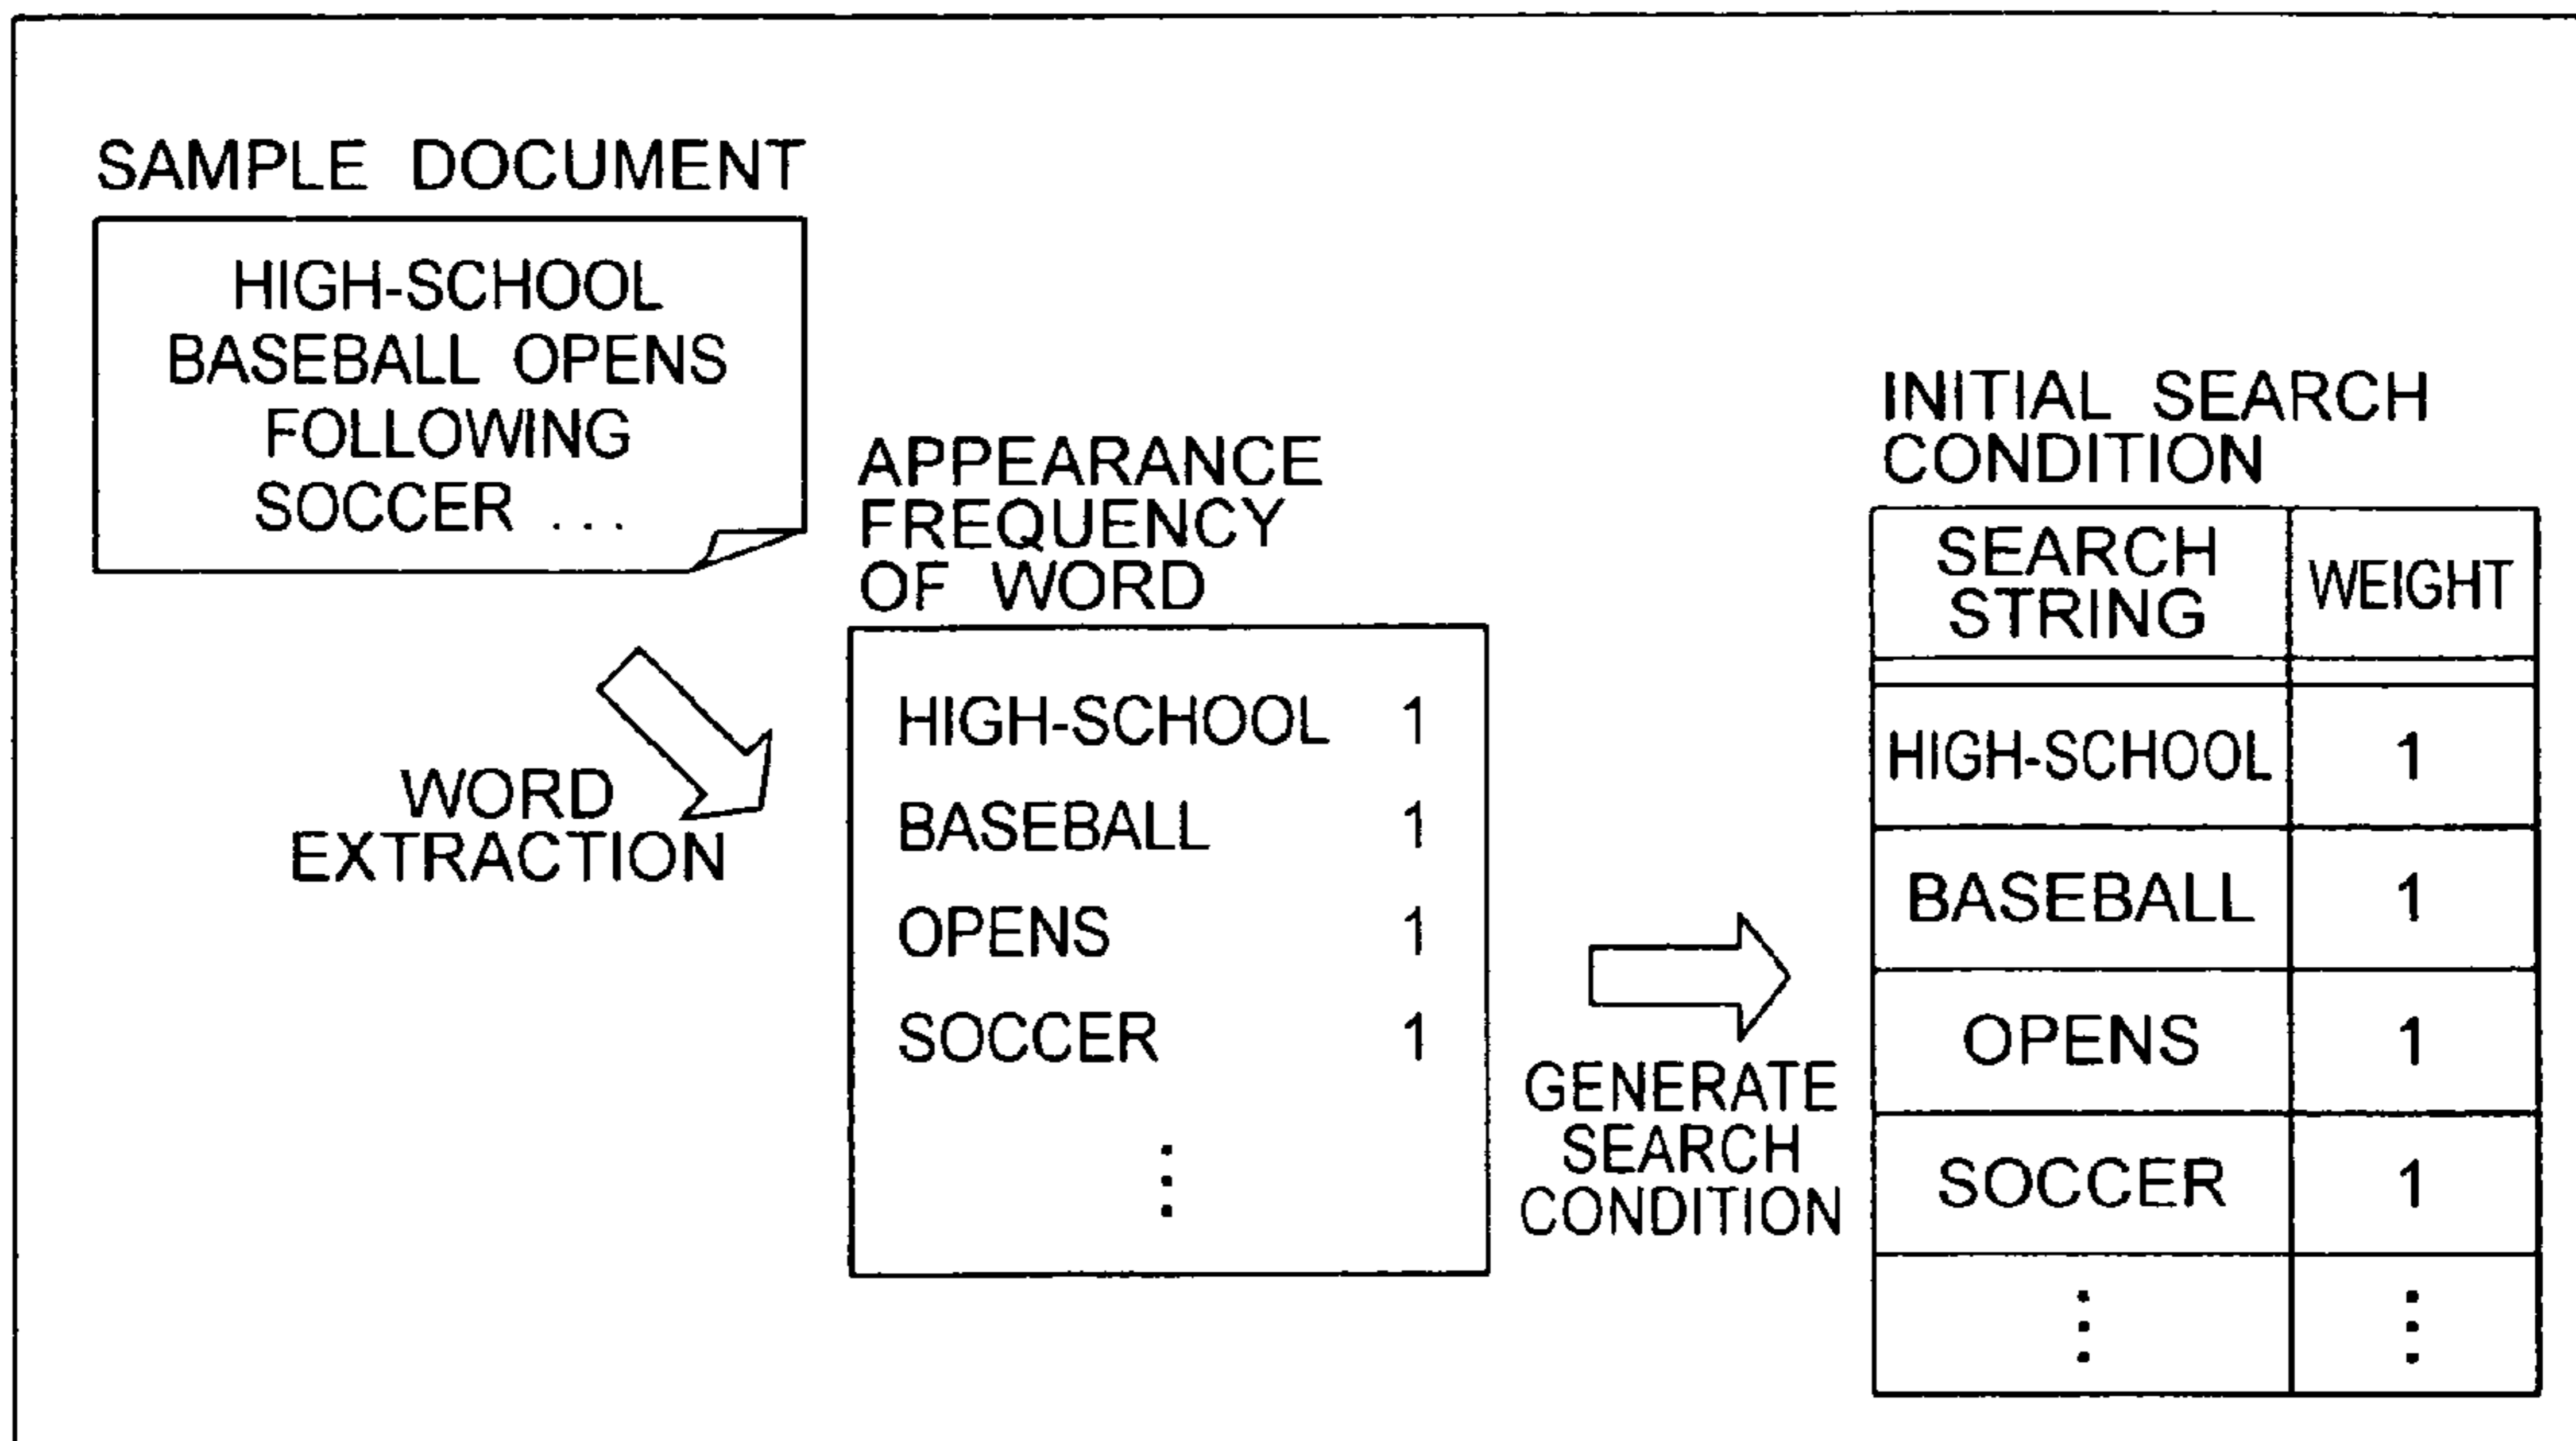 SAMPLE DOCUMENT
HIGH-SCHOOL
BASEBALL OPENS
FOLLOWING
SOCCER ...
WORD
EXTRACTION
APPEARANCE
FREQUENCY
OF WORD
HIGH-SCHOOL 1
BASEBALL 1
OPENS 1
SOCCER 1
GENERATE
SEARCH
CONDITION
INITIAL SEARCH
CONDITION
SEARCH
STRING
WEIGHT
HIGH-SCHOOL 1
BASEBALL 1
OPENS 1
SOCCER 1